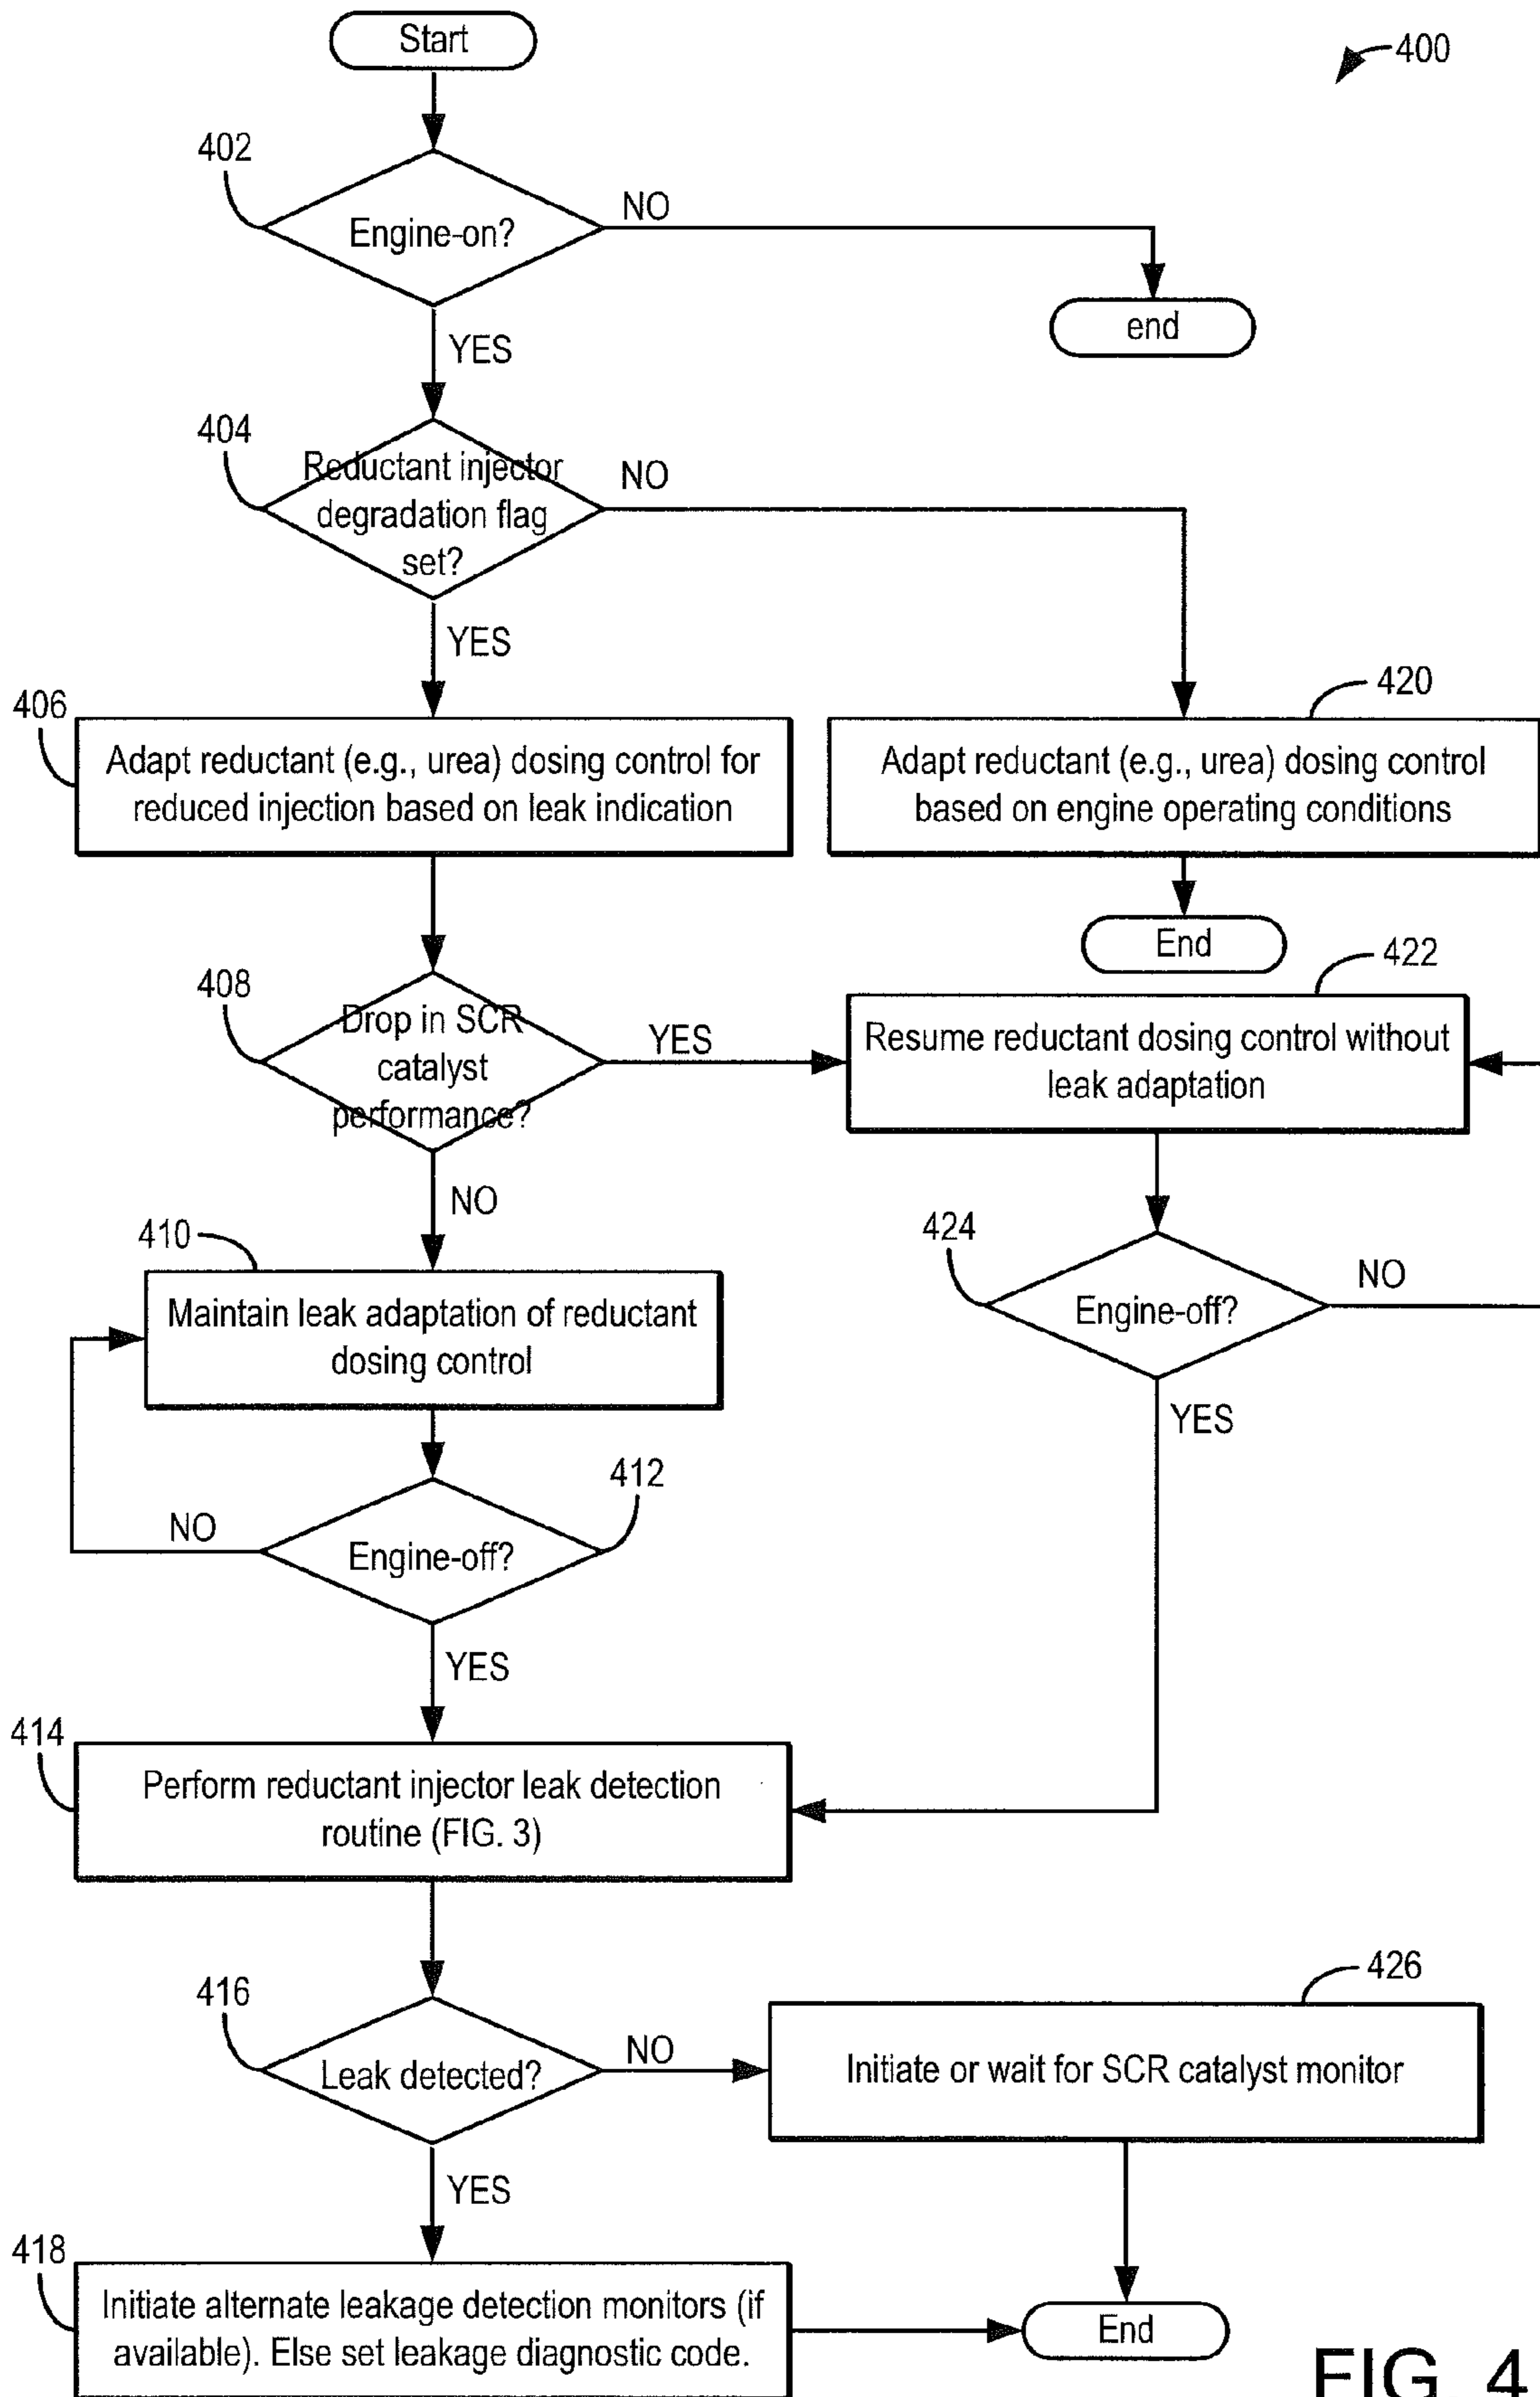 Start
400
402
Engine-on?
NO
end
YES
404
Reductant injector
degradation flag
set?
NO
YES
406
Adapt reductant (e.g., urea) dosing control for
reduced injection based on leak indication
420
Adapt reductant (e.g., urea) dosing control
based on engine operating conditions
End
408
Drop in SCR
catalyst
performance?
YES
422
Resume reductant dosing control without
leak adaptation
NO
410
Maintain leak adaptation of reductant
dosing control
424
Engine-off?
NO
YES
412
Engine-off?
NO
YES
414
Perform reductant injector leak detection
routine (FIG. 3)
416
Leak detected?
NO
426
Initiate or wait for SCR catalyst monitor
YES
418
Initiate alternate leakage detection monitors (if
available). Else set leakage diagnostic code.
End
FIG. 4